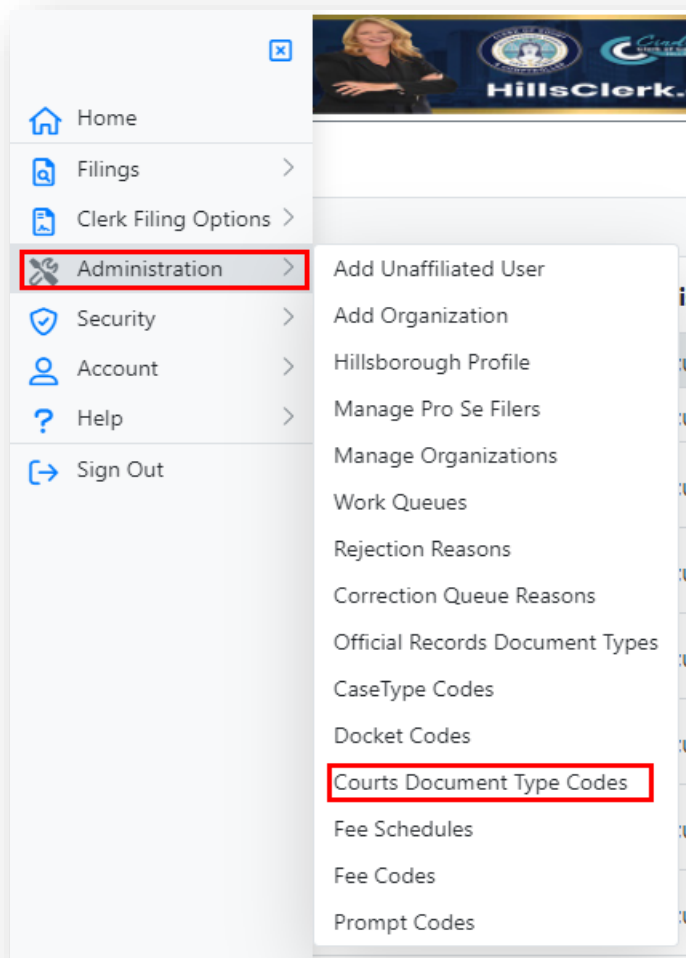 HillsClerk.
Home
Filings
Clerk Filing Options
Administration
Security
Account
Help
Sign Out
Add Unaffiliated User
Add Organization
Hillsborough Profile
Manage Pro Se Filers
Manage Organizations
Work Queues
Rejection Reasons
Correction Queue Reasons
Official Records Document Types
CaseType Codes
Docket Codes
Courts Document Type Codes
Fee Schedules
Fee Codes
Prompt Codes